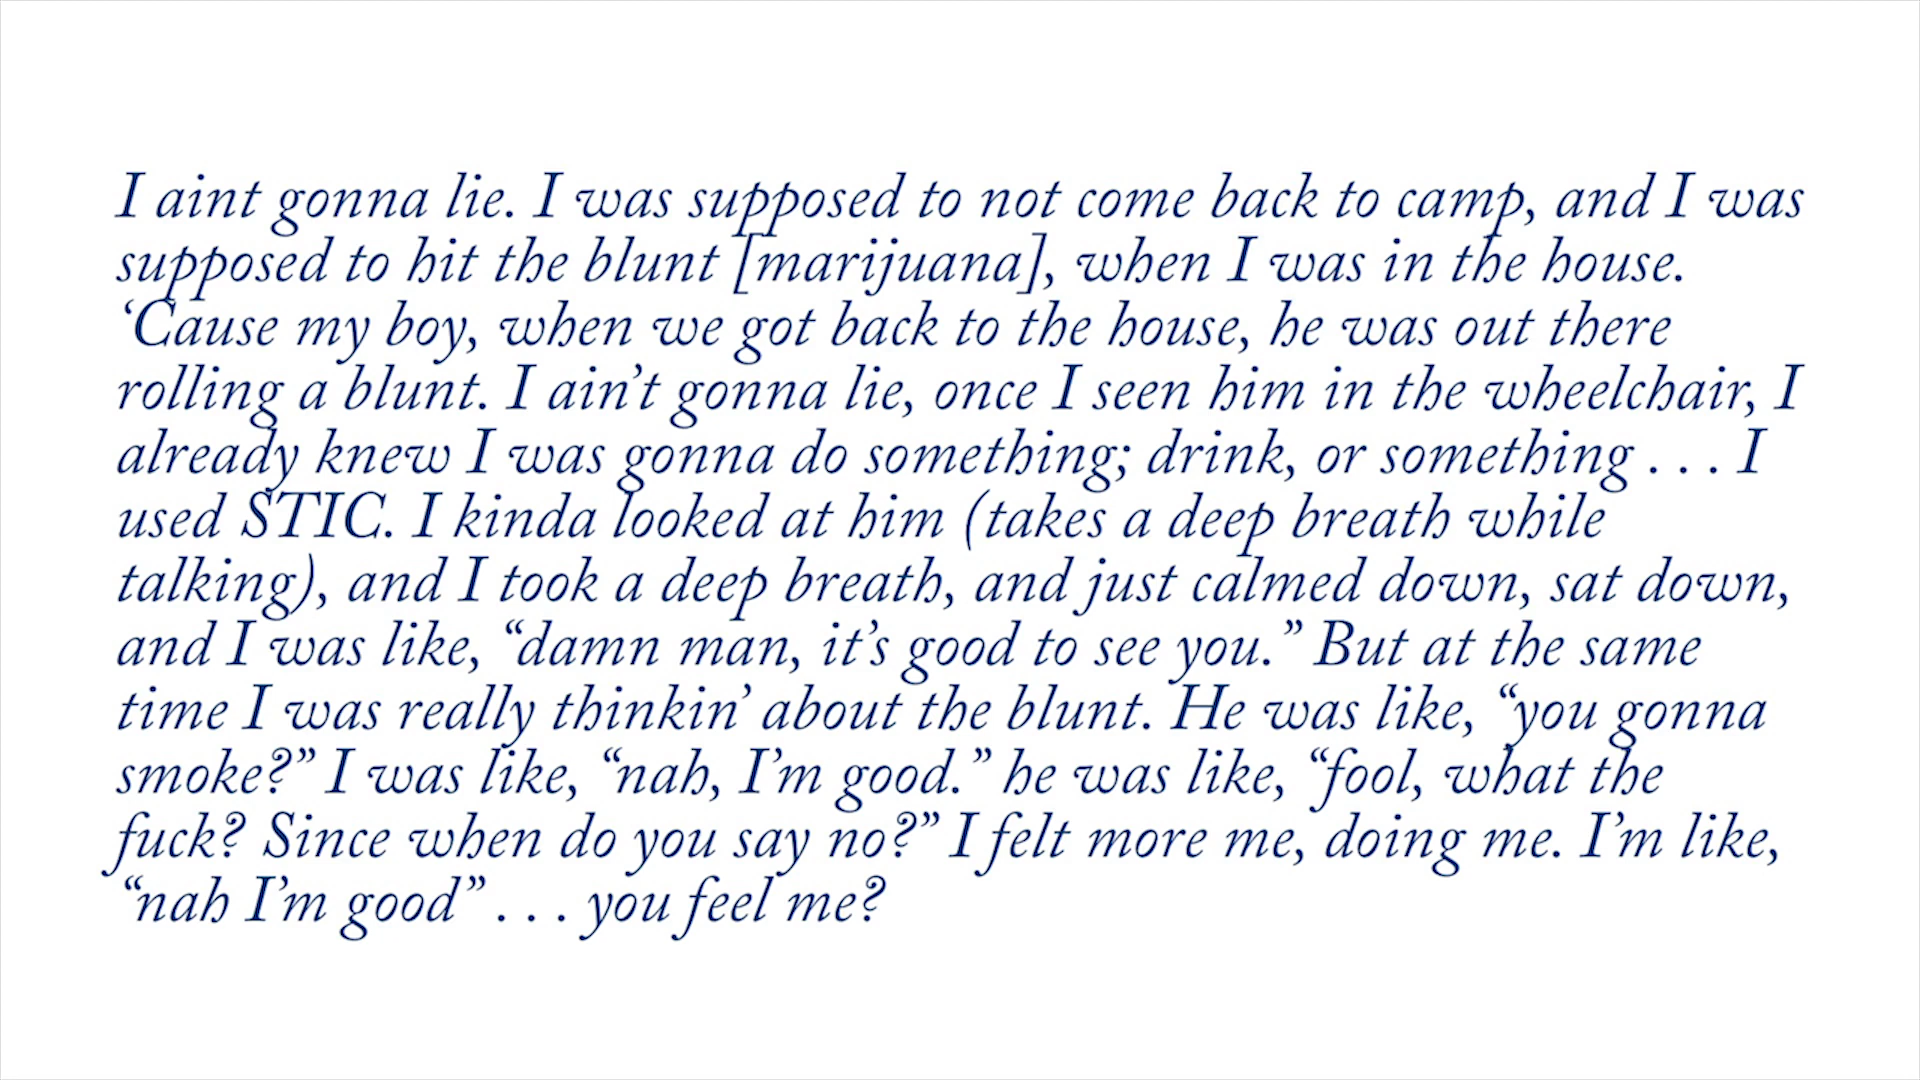 I aint gonna lie. I was supposed to not come back to camp, and I was
supposed to hit the blunt [marijuana], when I was in the house.
‘Cause my boy, when we got back to the house, he was out there
rolling a blunt. I ain’t gonna lie, once I seen him in the wheelchair, I
already knew I was gonna do something; drink, or something . . . I
used STIC. I kinda looked at him (takes a deep breath while
talking), and I took a deep breath, and just calmed down, sat down,
and I was like, “damn man, it’s good to see you.” But at the same
time I was really thinkin’ about the blunt. He was like, “you gonna
smoke?” I was like, “nah, I’m good.” he was like, “fool, what the
fuck? Since when do you say no?” I felt more me, doing me. I’m like,
“nah I’m good” . . . you feel me?